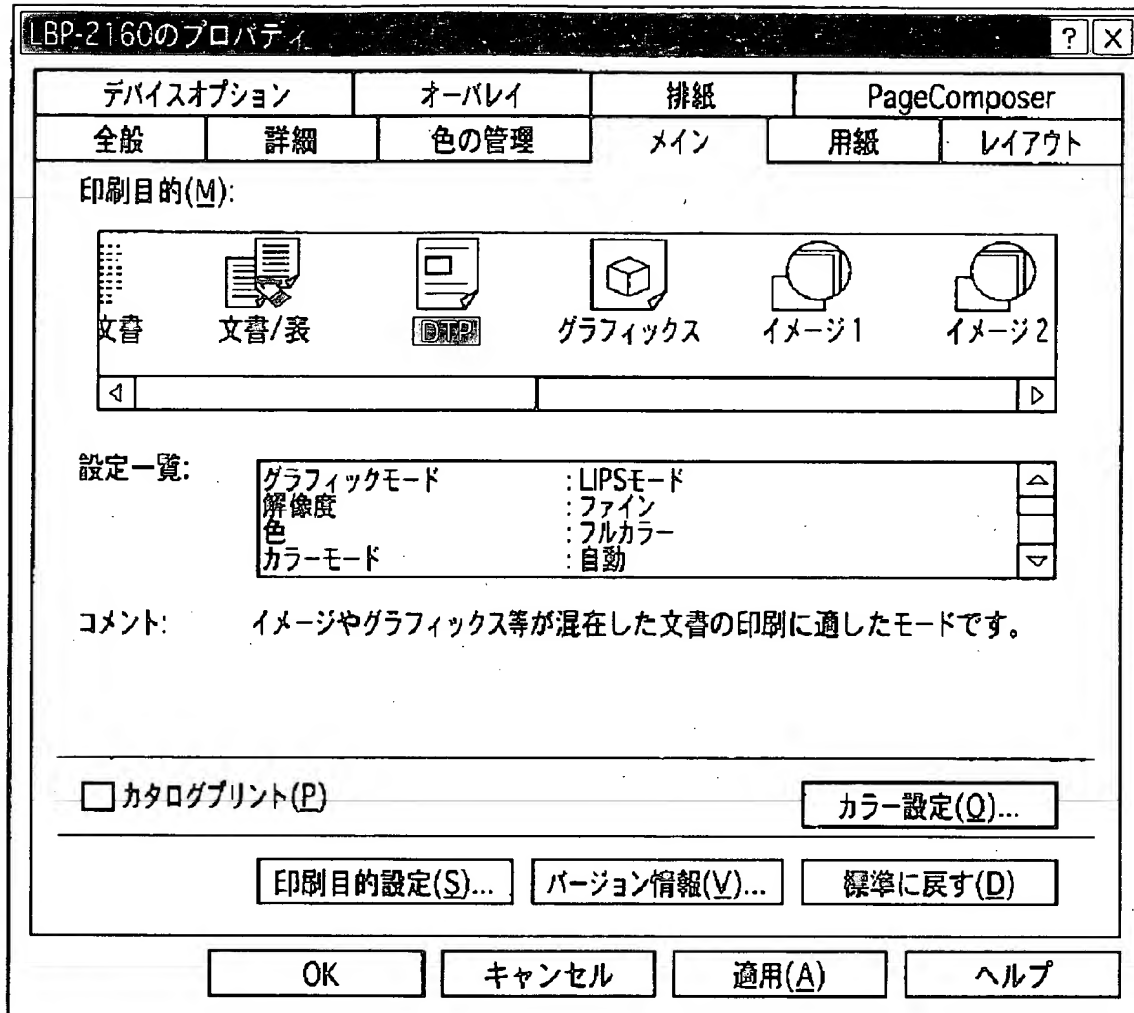 LBP-2160のプロパティ ? X
デバイスオプション オーバレイ 排紙 PageComposer
全般 詳細 色の管理 メイン 用紙 レイアウト
印刷目的(M):
文書 文書/表 DTP グラフィックス イメージ1 イメージ2
設定一覧: グラフィックモード :LIPSモード
解像度 :ファイン
色 :フルカラー
カラーモード :自動
コメント: イメージやグラフィックス等が混在した文書の印刷に適したモードです。
カタログプリント(P) カラー設定(O)...
印刷目的設定(S)... バージョン情報(V)... 標準に戻す(D)
OK キャンセル 適用(A) ヘルプ